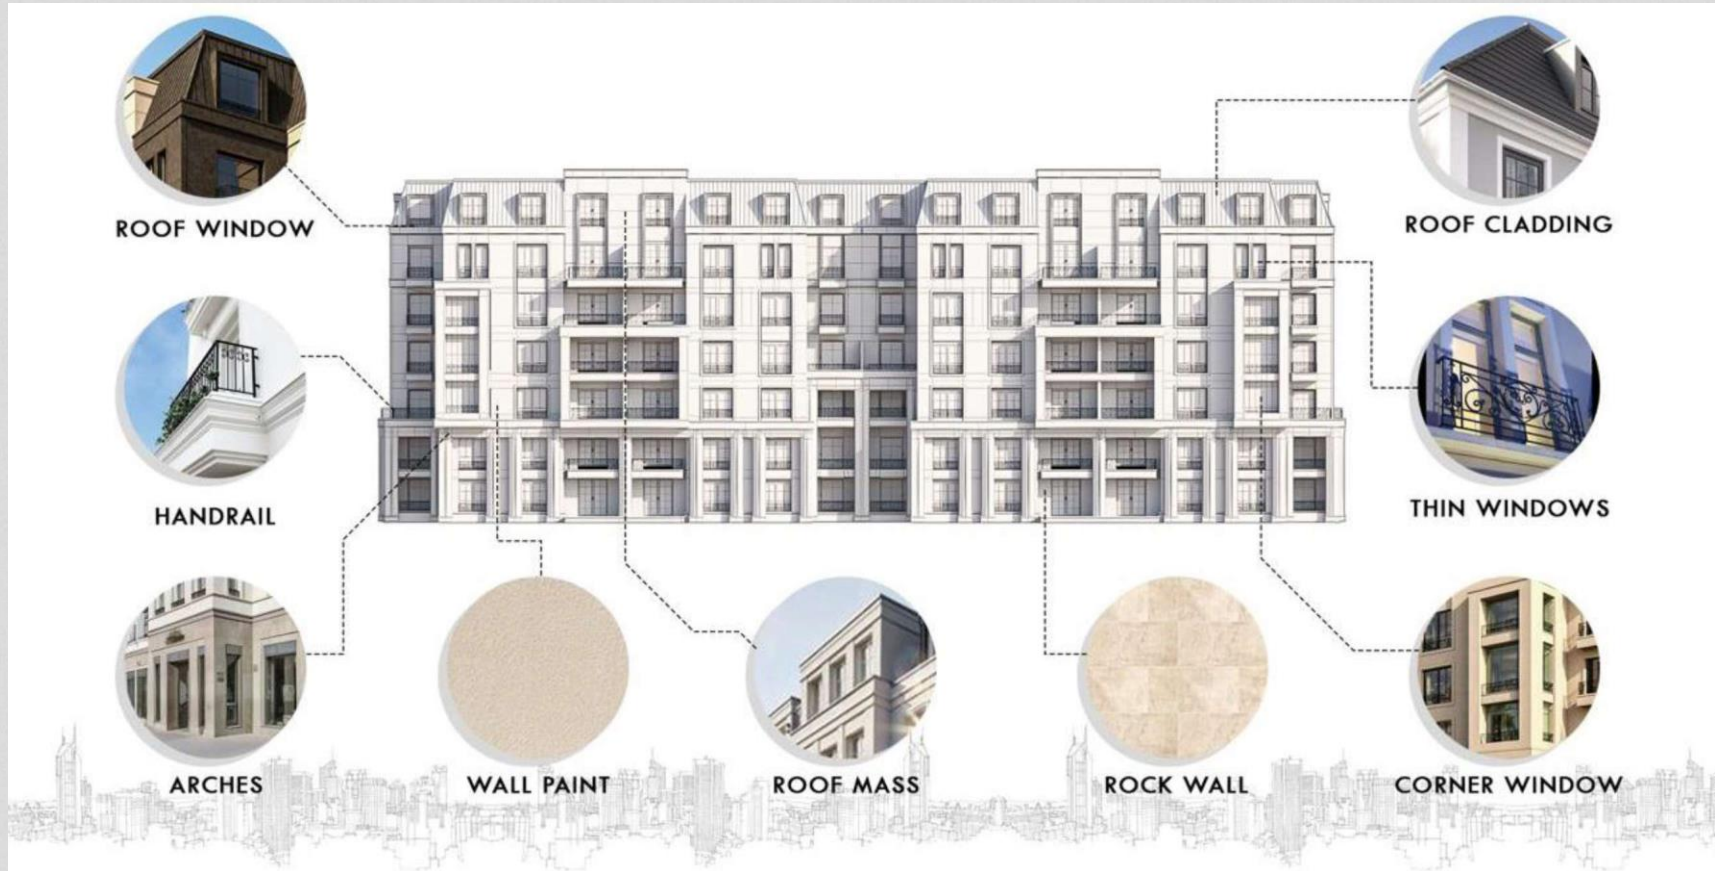 ROOF WINDOW
ROOF CLADDING
HANDRAIL
THIN WINDOWS
ARCHES
WALL PAINT
ROOF MASS
ROCK WALL
CORNER WINDOW